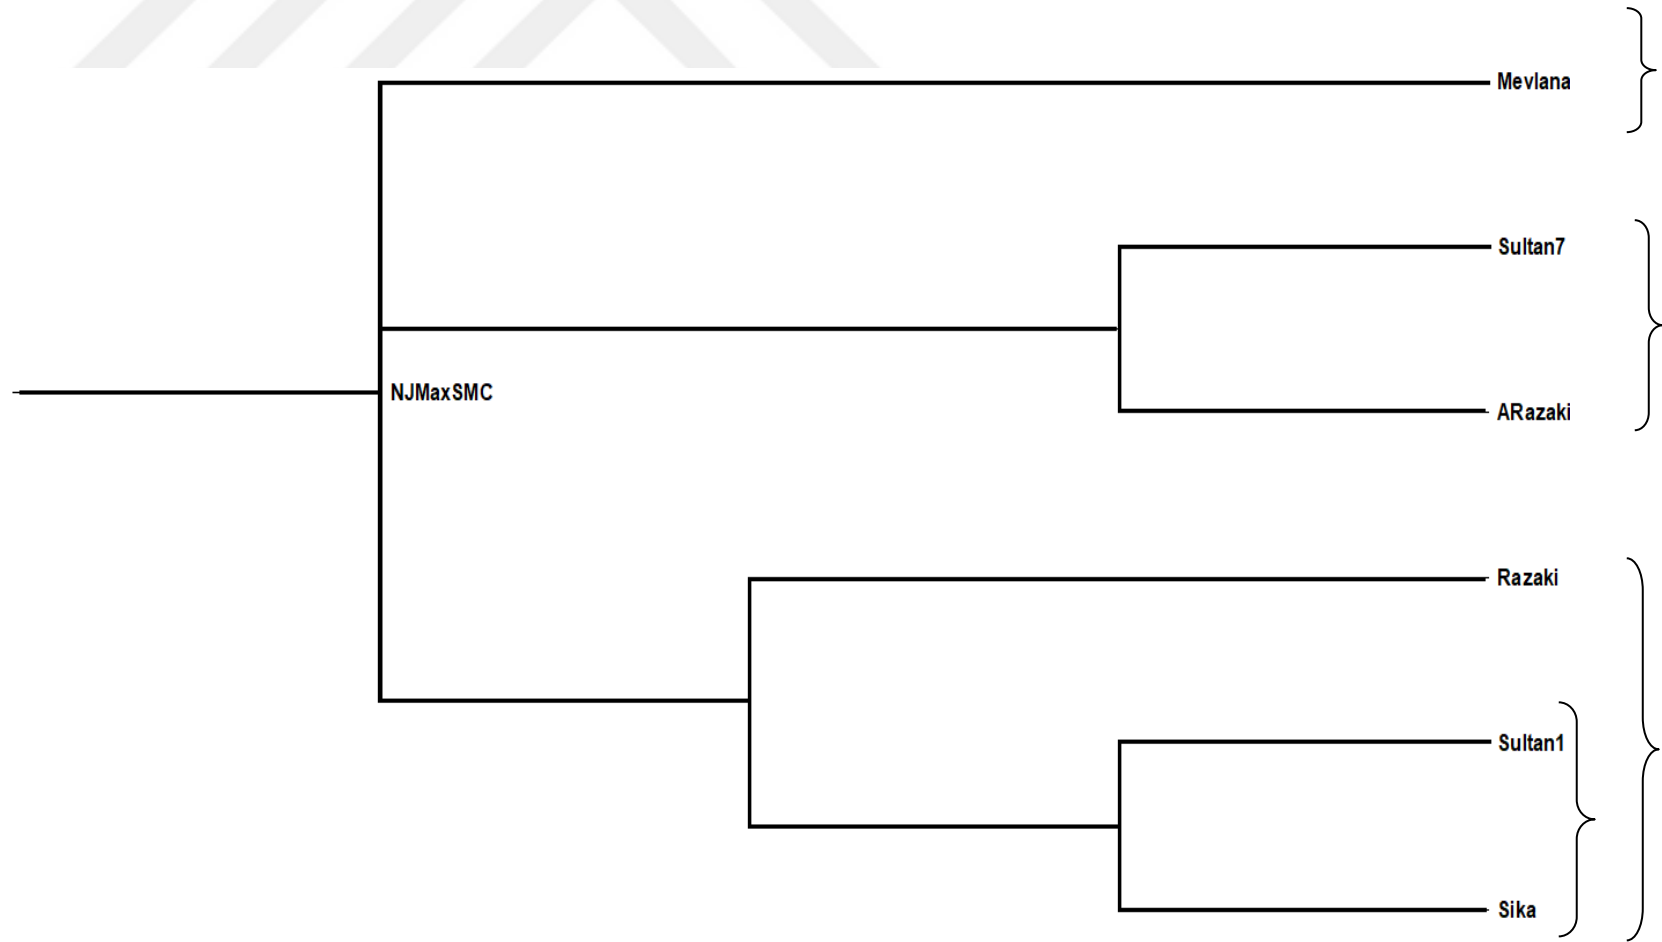 Mevlana
Sultan7
NJMaxSMC
ARazaki
Razaki
Sultan1
Sika